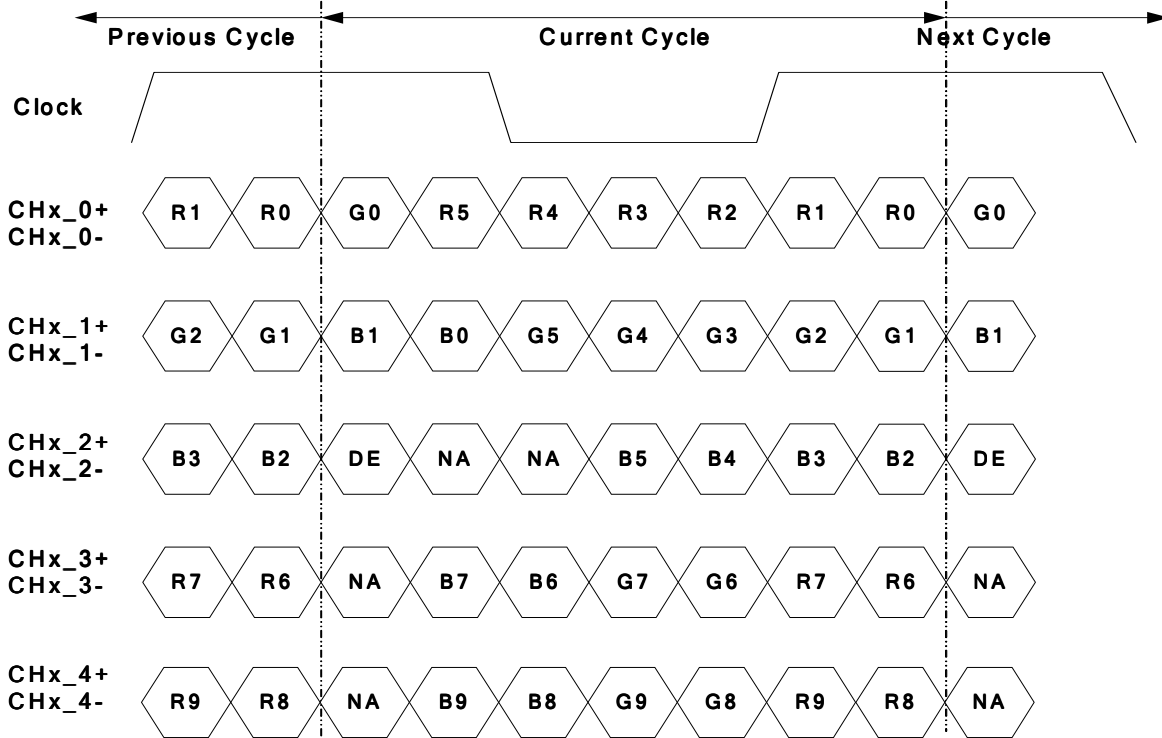 Previous Cycle Current Cycle Next Cycle
Clock
CHx_0+
CHx_0-
R1 R0 G0 R5 R4 R3 R2 R1 R0 G0
CHx_1+
CHx_1-
G2 G1 B1 B0 G5 G4 G3 G2 G1 B1
CHx_2+
CHx_2-
B3 B2 DE NA NA B5 B4 B3 B2 DE
CHx_3+
CHx_3-
R7 R6 NA B7 B6 G7 G6 R7 R6 NA
CHx_4+
CHx_4-
R9 R8 NA B9 B8 G9 G8 R9 R8 NA